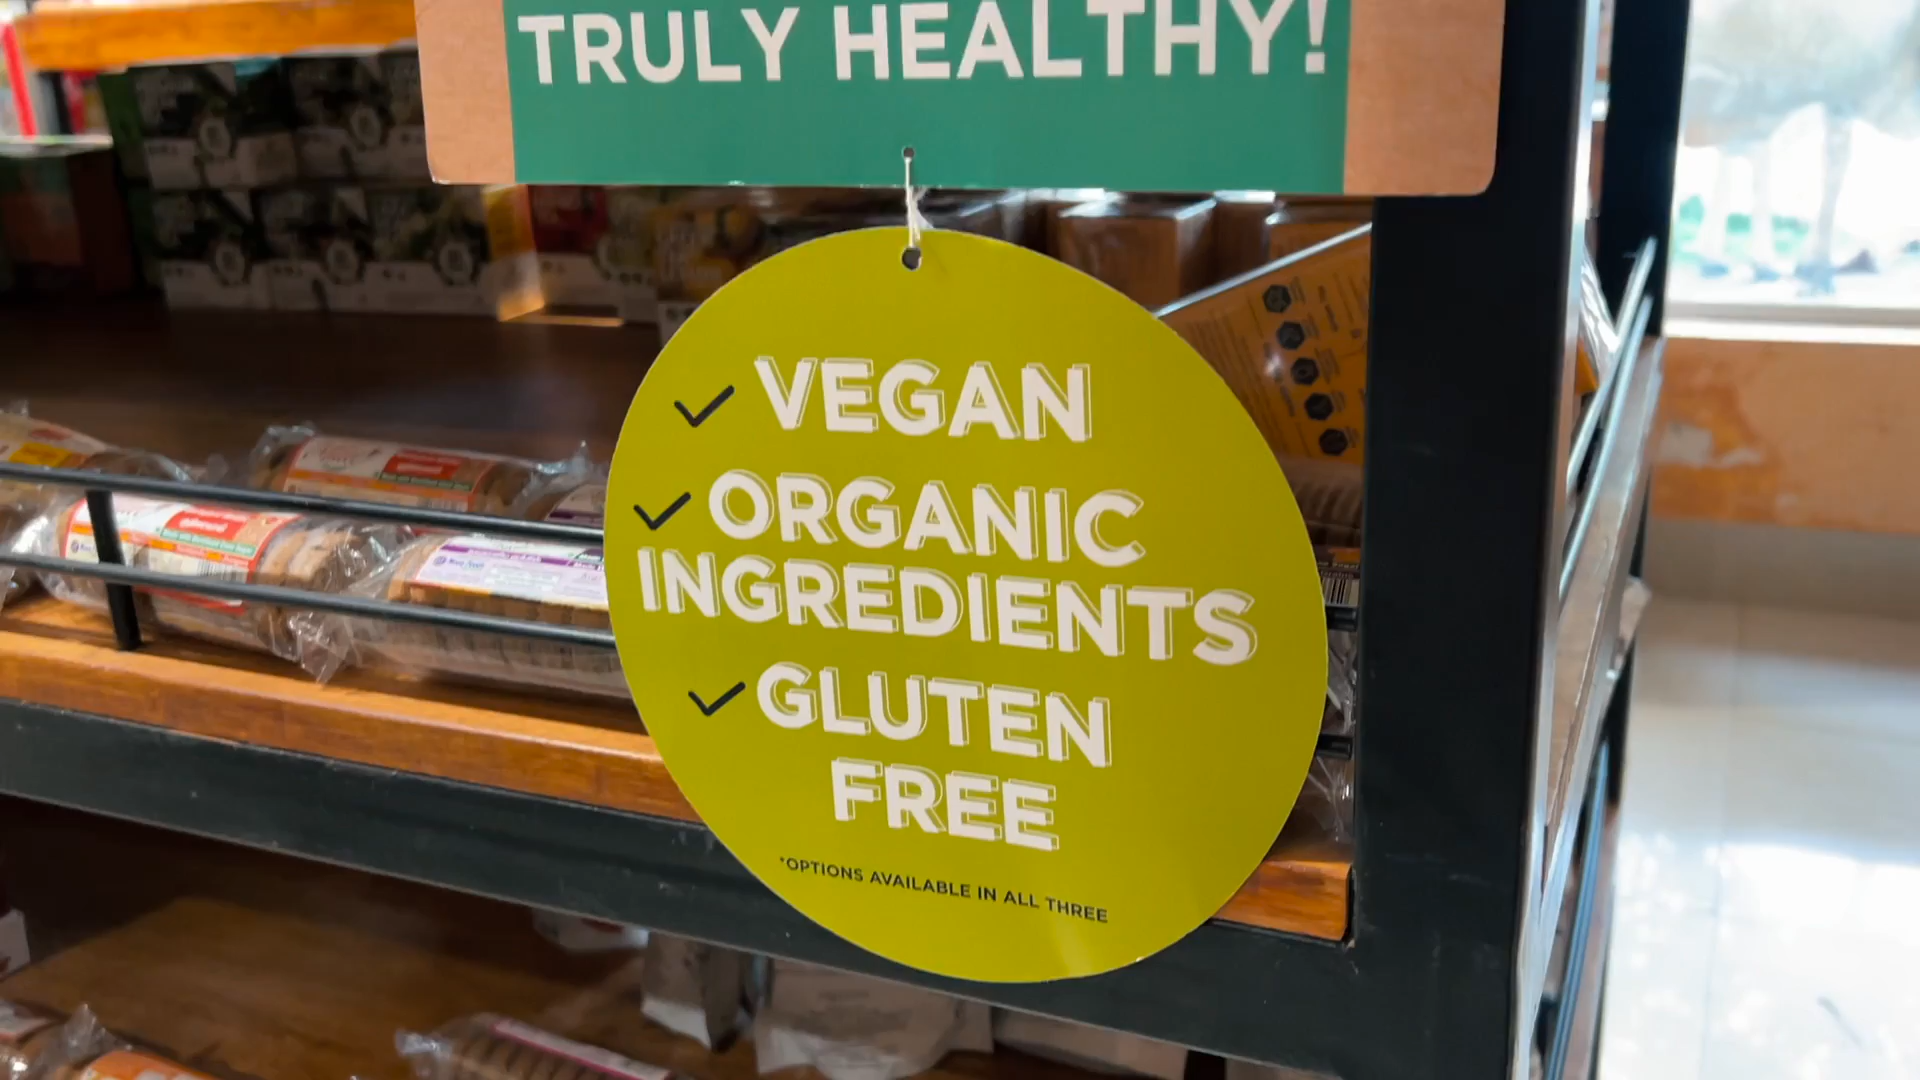 TRULY HEALTHY!
VEGAN
ORGANIC
INGREDIENTS
GLUTEN
FREE
*OPTIONS AVAILABLE IN ALL THREE